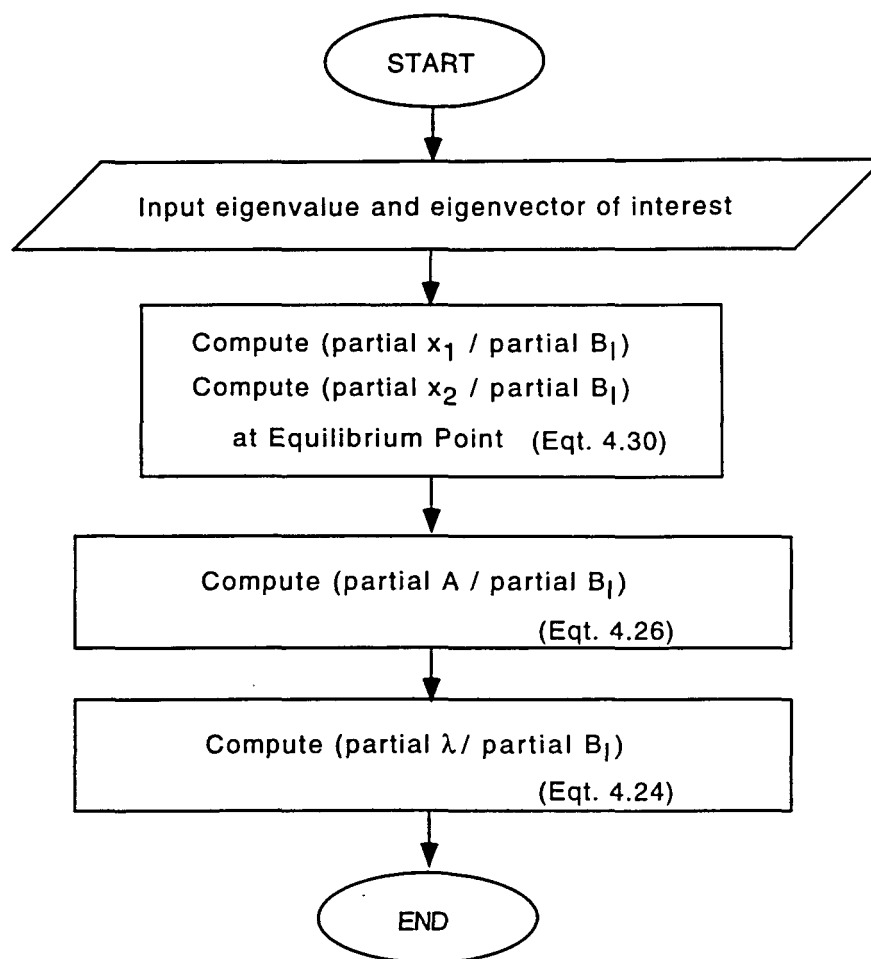 START
Input eigenvalue and eigenvector of interest
Compute (partial x₁ / partial Bₗ)
Compute (partial x₂ / partial Bₗ)
at Equilibrium Point (Eqt. 4.30)
Compute (partial A / partial Bₗ)
(Eqt. 4.26)
Compute (partial λ / partial Bₗ)
(Eqt. 4.24)
END